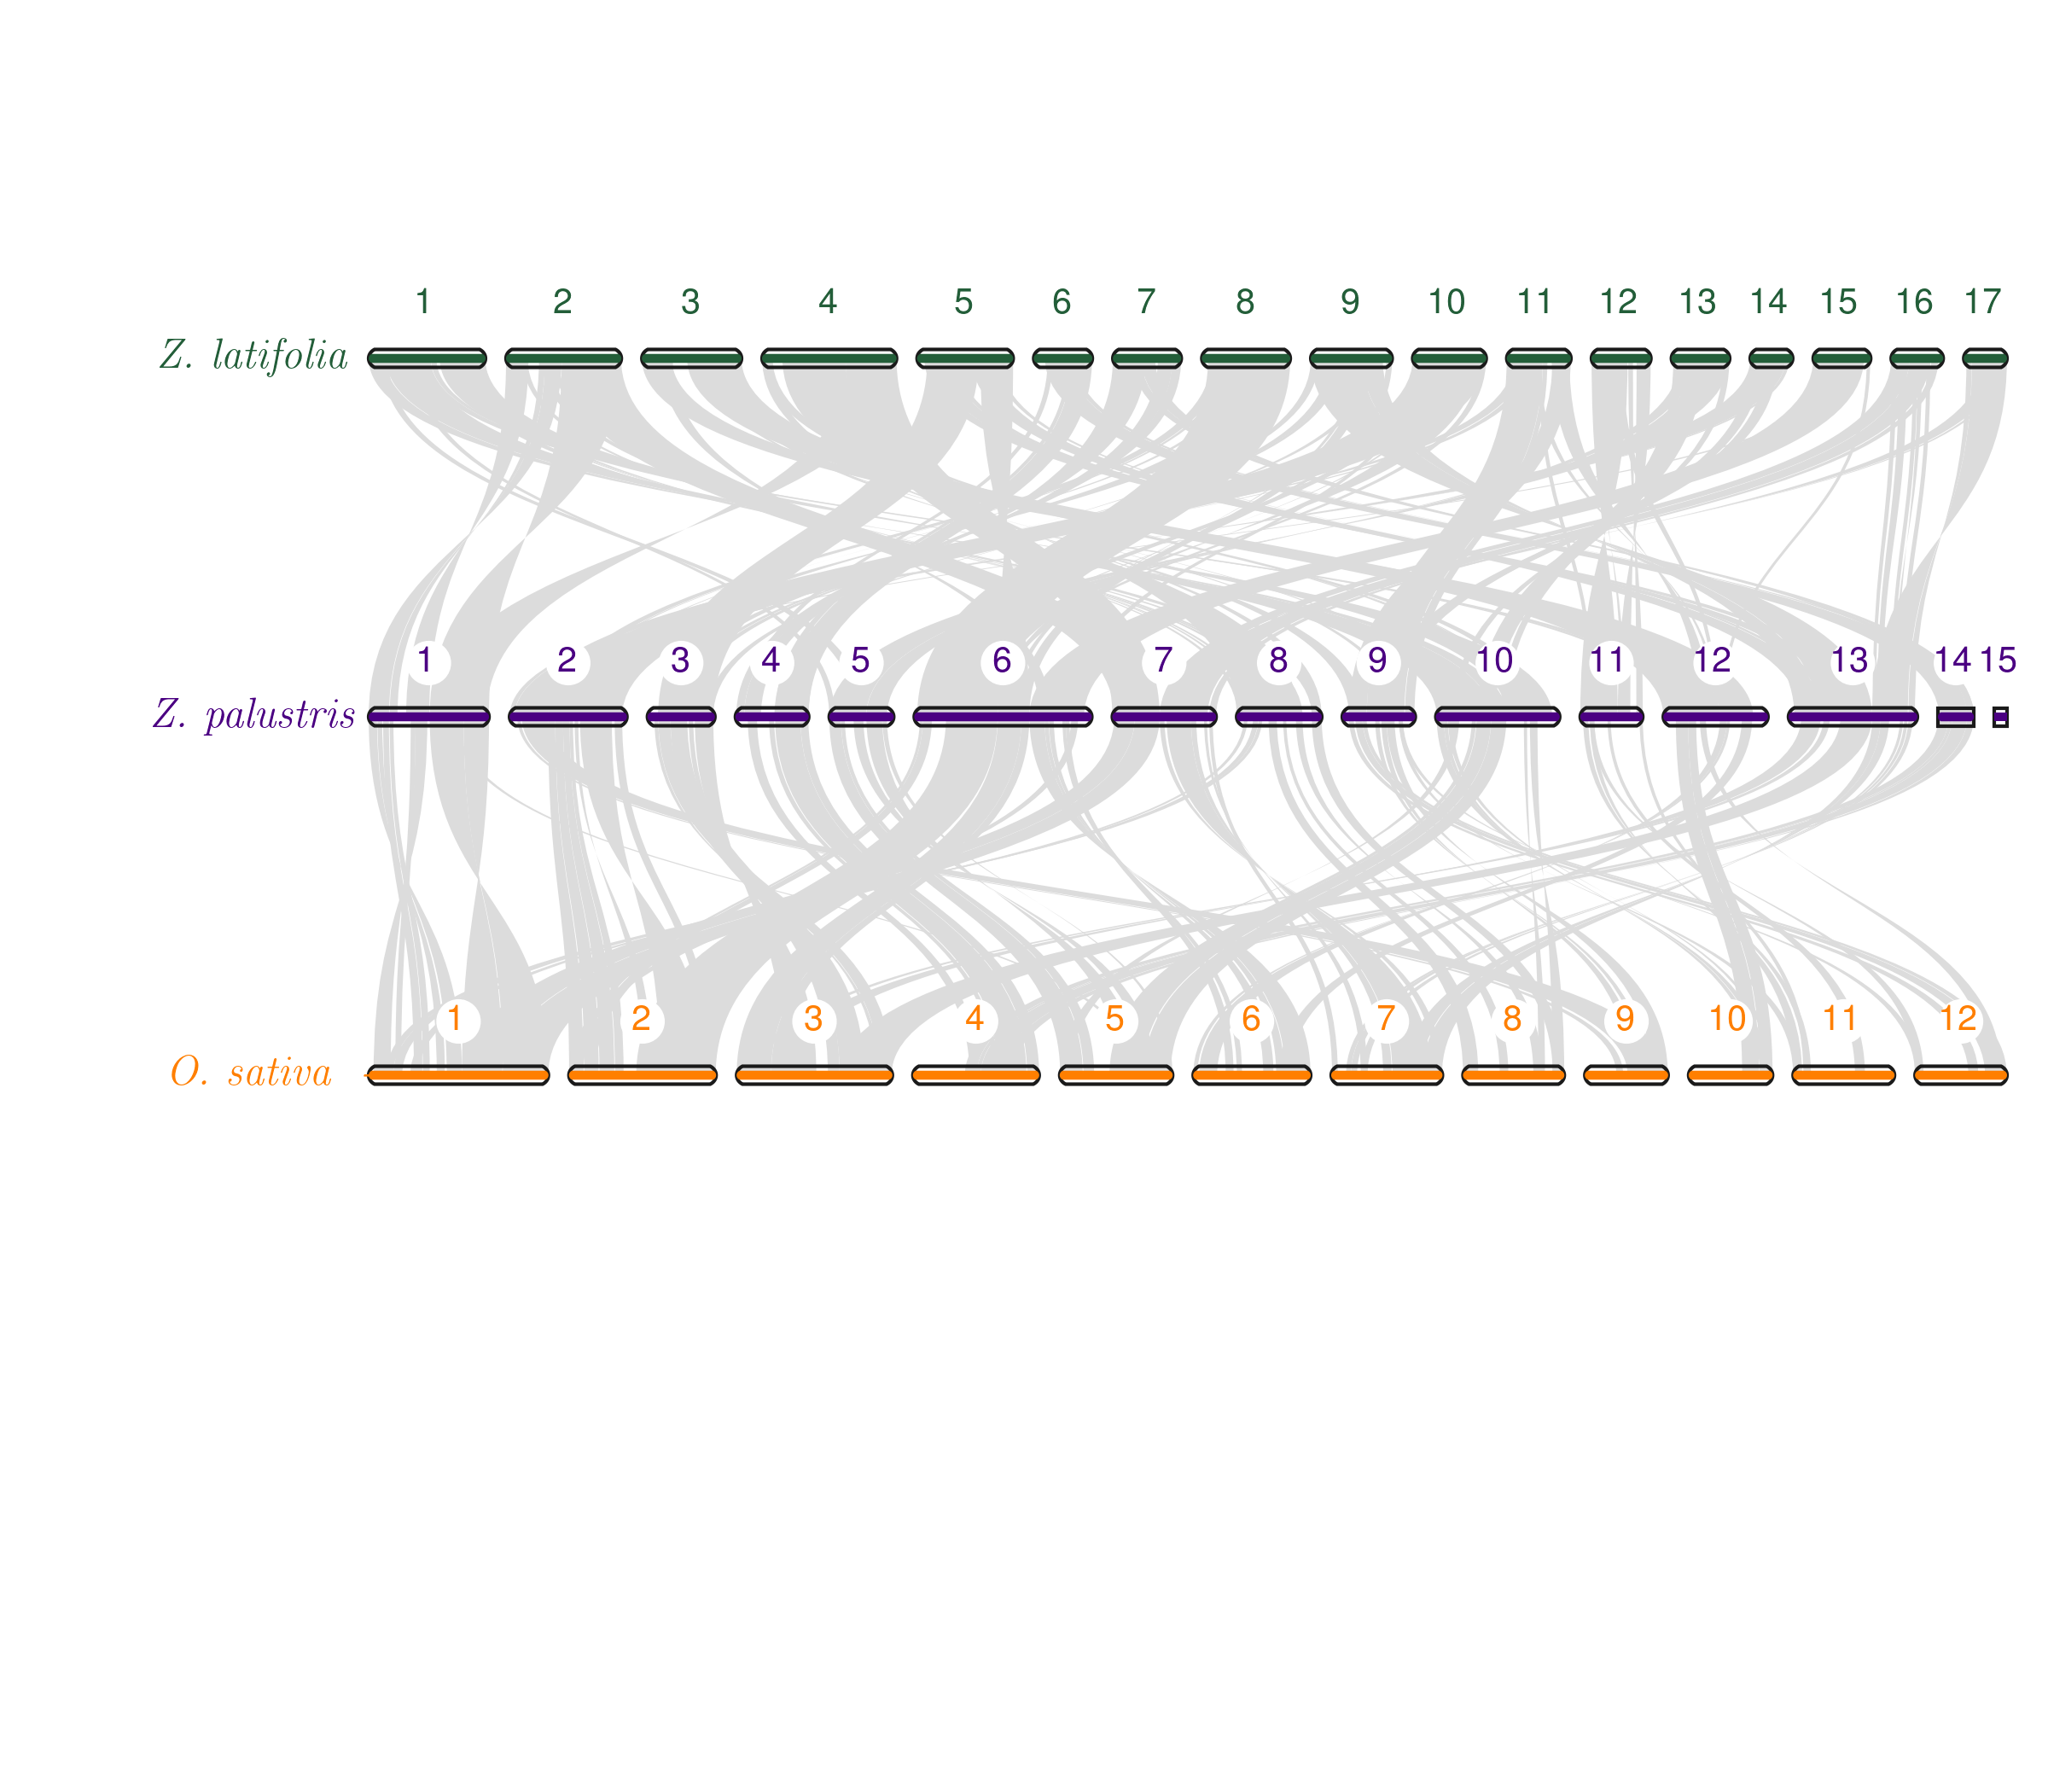 1 2 3 4 5 6 7 8 9 10 11 12 13 14 15 16 17
Z. latifolia
1 2 3 4 5 6 7 8 9 10 11 12 13 14 15
Z. palustris
1 2 3 4 5 6 7 8 9 10 11 12
O. sativa